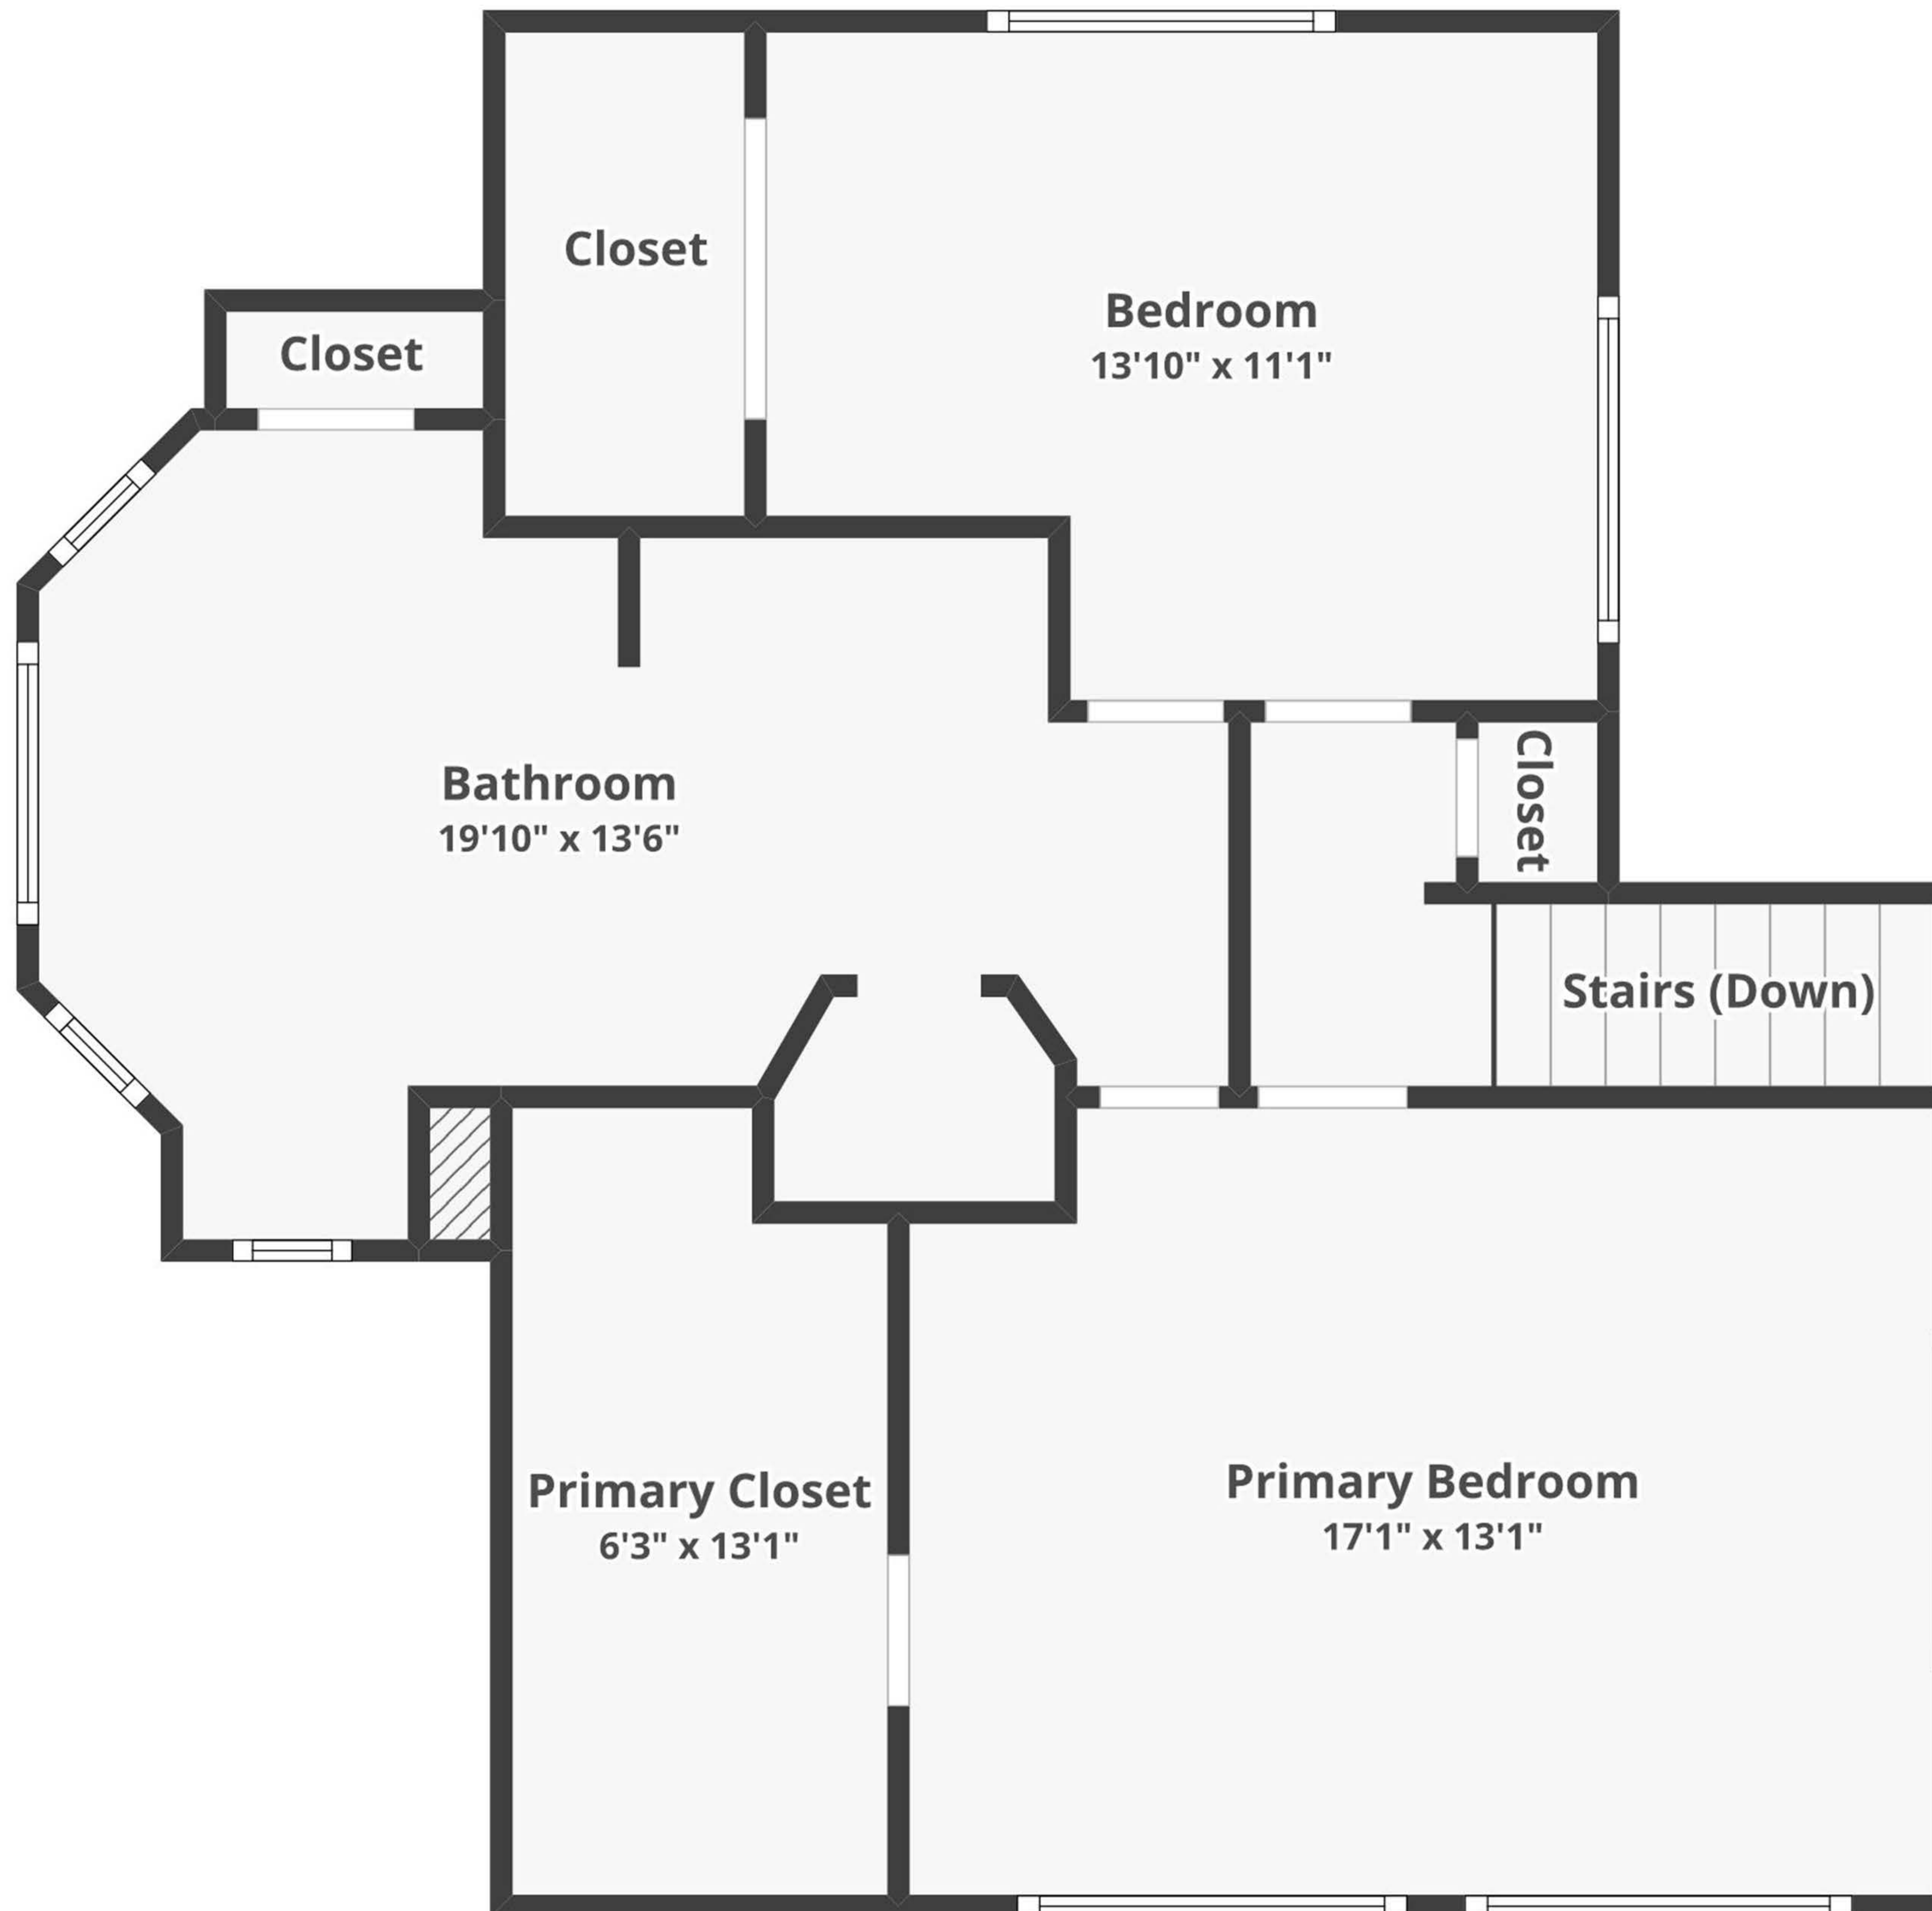 Closet
Bedroom
13'10" x 11'1"
Closet
Closet
Bathroom
19'10" x 13'6"
Stairs (Down)
Primary Closet
6'3" x 13'1"
Primary Bedroom
17'1" x 13'1"